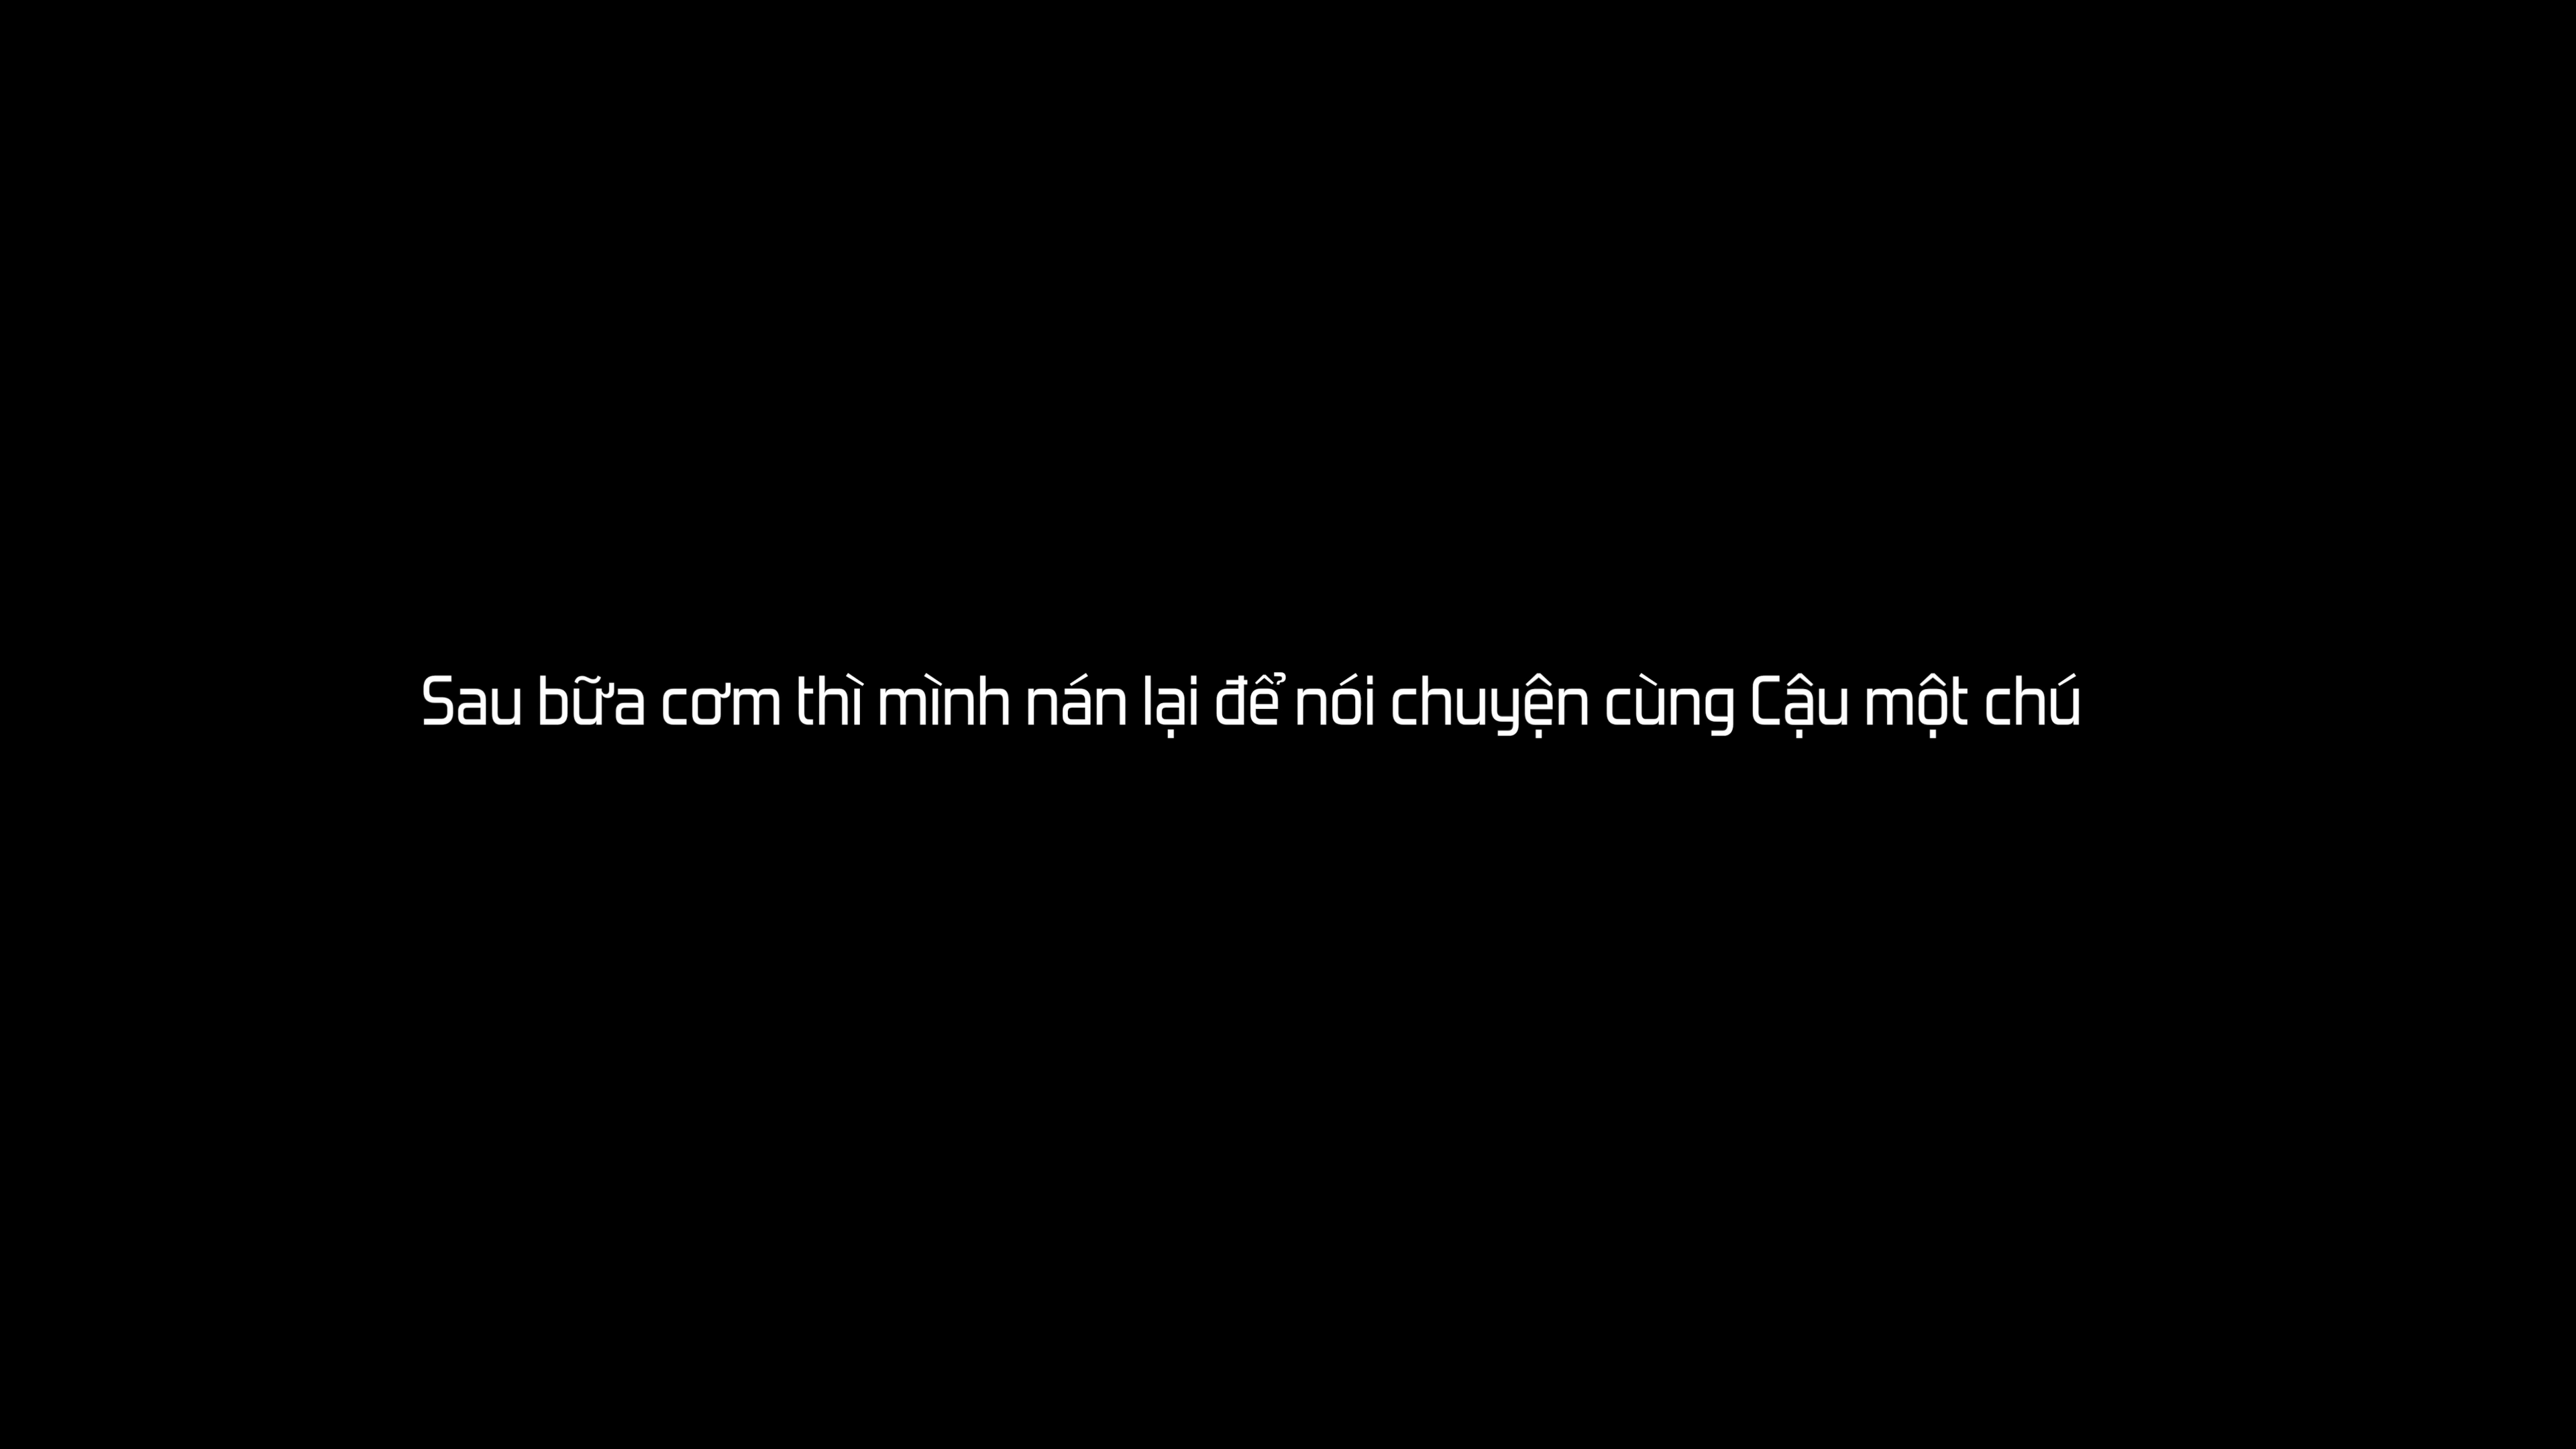 Sau bữa cơm thì mình nán lại để nói chuyện cùng Cậu một chú